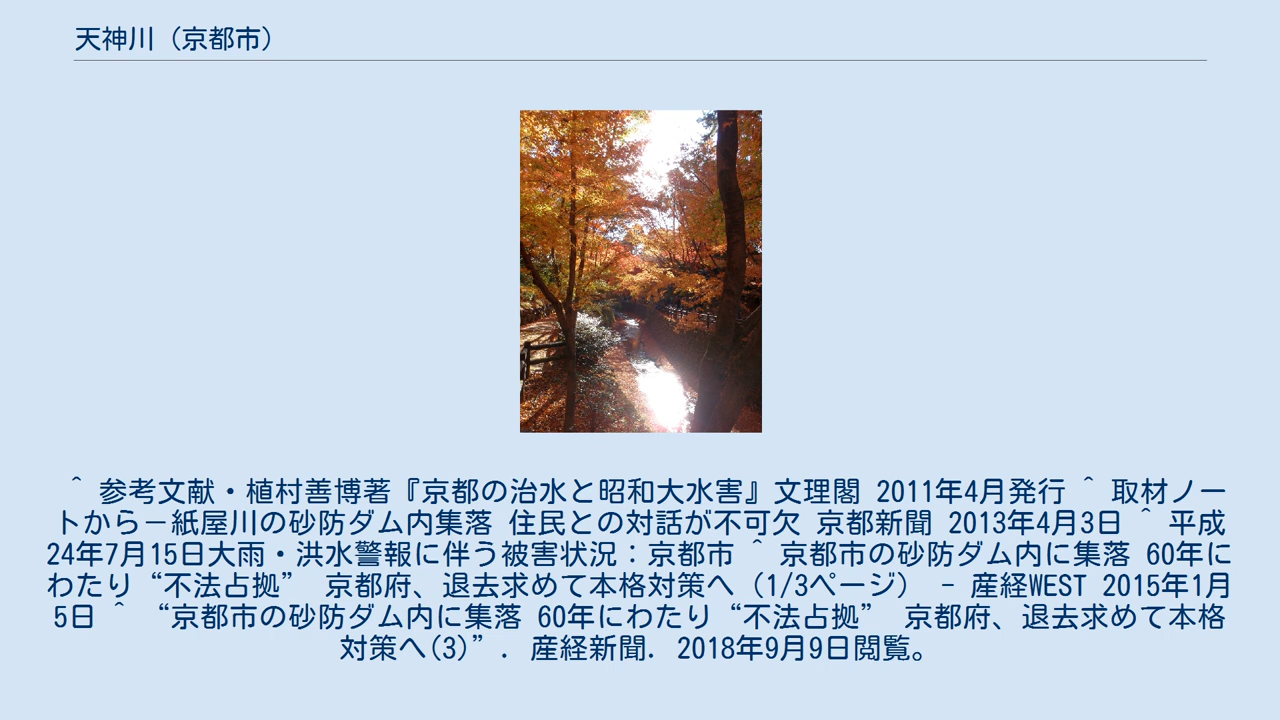 天神川（京都市）
^ 参考文献・植村善博著『京都の治水と昭和大水害』文理閣 2011年4月発行 ^ 取材ノー
トから－紙屋川の砂防ダム内集落 住民との対話が不可欠 京都新聞 2013年4月3日 ^ 平成
24年7月15日大雨・洪水警報に伴う被害状況：京都市 ^ 京都市の砂防ダム内に集落 60年に
わたり“不法占拠” 京都府、退去求めて本格対策へ（1/3ページ） - 産経WEST 2015年1月
5日 ^ “京都市の砂防ダム内に集落 60年にわたり“不法占拠” 京都府、退去求めて本格
対策へ(3)”. 産経新聞. 2018年9月9日閲覧。